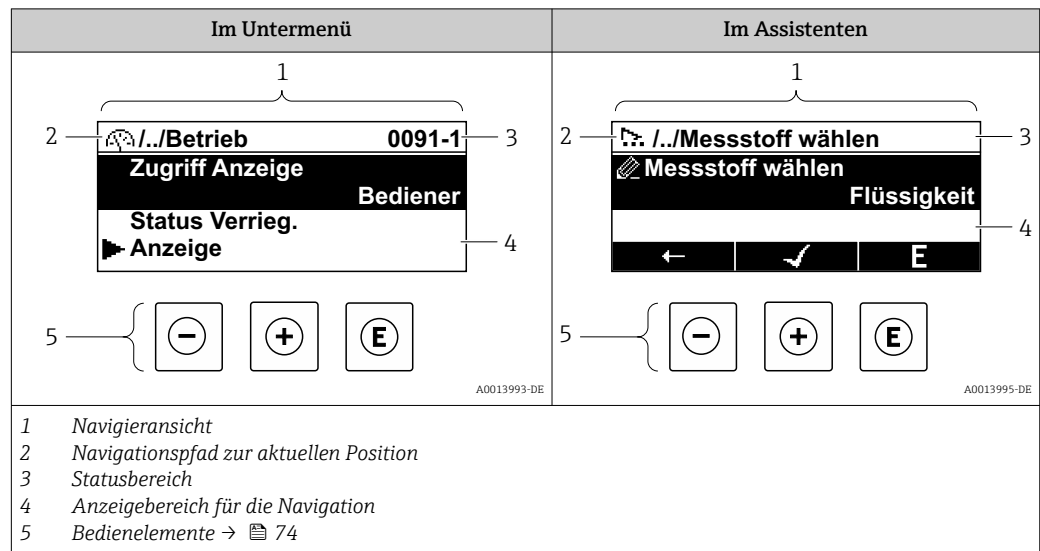 Im Untermenü
1
2
/../Betrieb 0091-1
3
Zugriff Anzeige
Bediener
Status Verrieg.
Anzeige
4
5
- + E
A0013993-DE
Im Assistenten
1
2
/../Messstoff wählen
3
Messstoff wählen
Flüssigkeit
4
← ✓ E
5
- + E
A0013995-DE
1 Navigieransicht
2 Navigationspfad zur aktuellen Position
3 Statusbereich
4 Anzeigebereich für die Navigation
5 Bedienelemente → 74